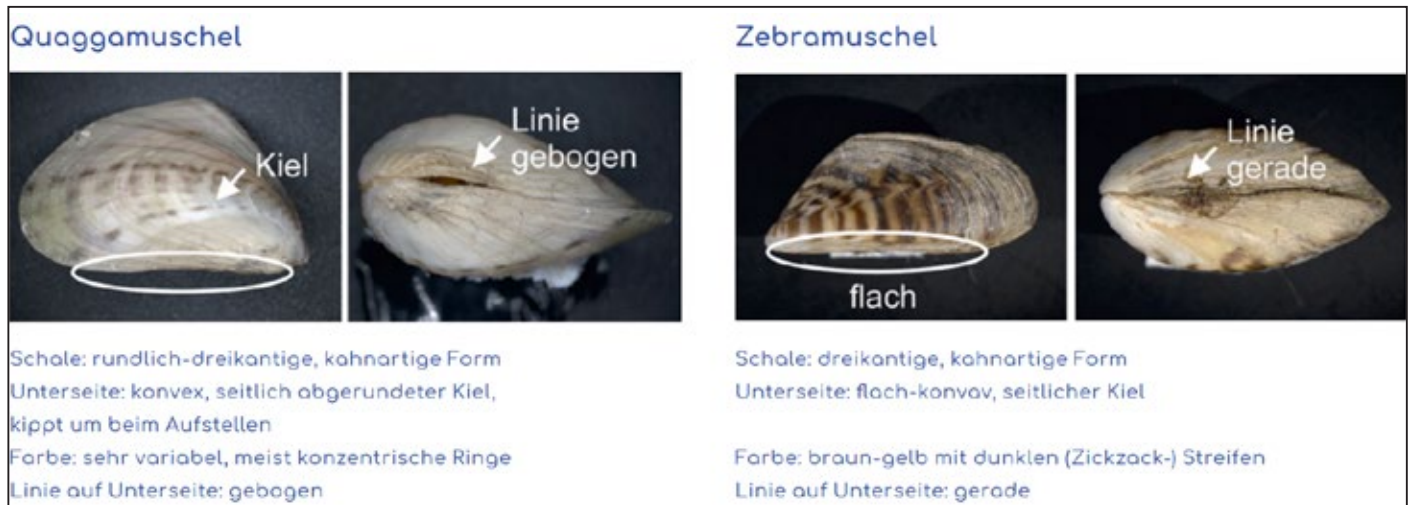 Quaggamuschel
Kiel
Linie
gebogen
Schale: rundlich-dreikantige, kahnartige Form
Unterseite: konvex, seitlich abgerundeter Kiel,
kippt um beim Aufstellen
Farbe: sehr variabel, meist konzentrische Ringe
Linie auf Unterseite: gebogen
Zebramuschel
flach
Linie
gerade
Schale: dreikantige, kahnartige Form
Unterseite: flach-konvav, seitlicher Kiel
Farbe: braun-gelb mit dunklen (Zickzack-) Streifen
Linie auf Unterseite: gerade